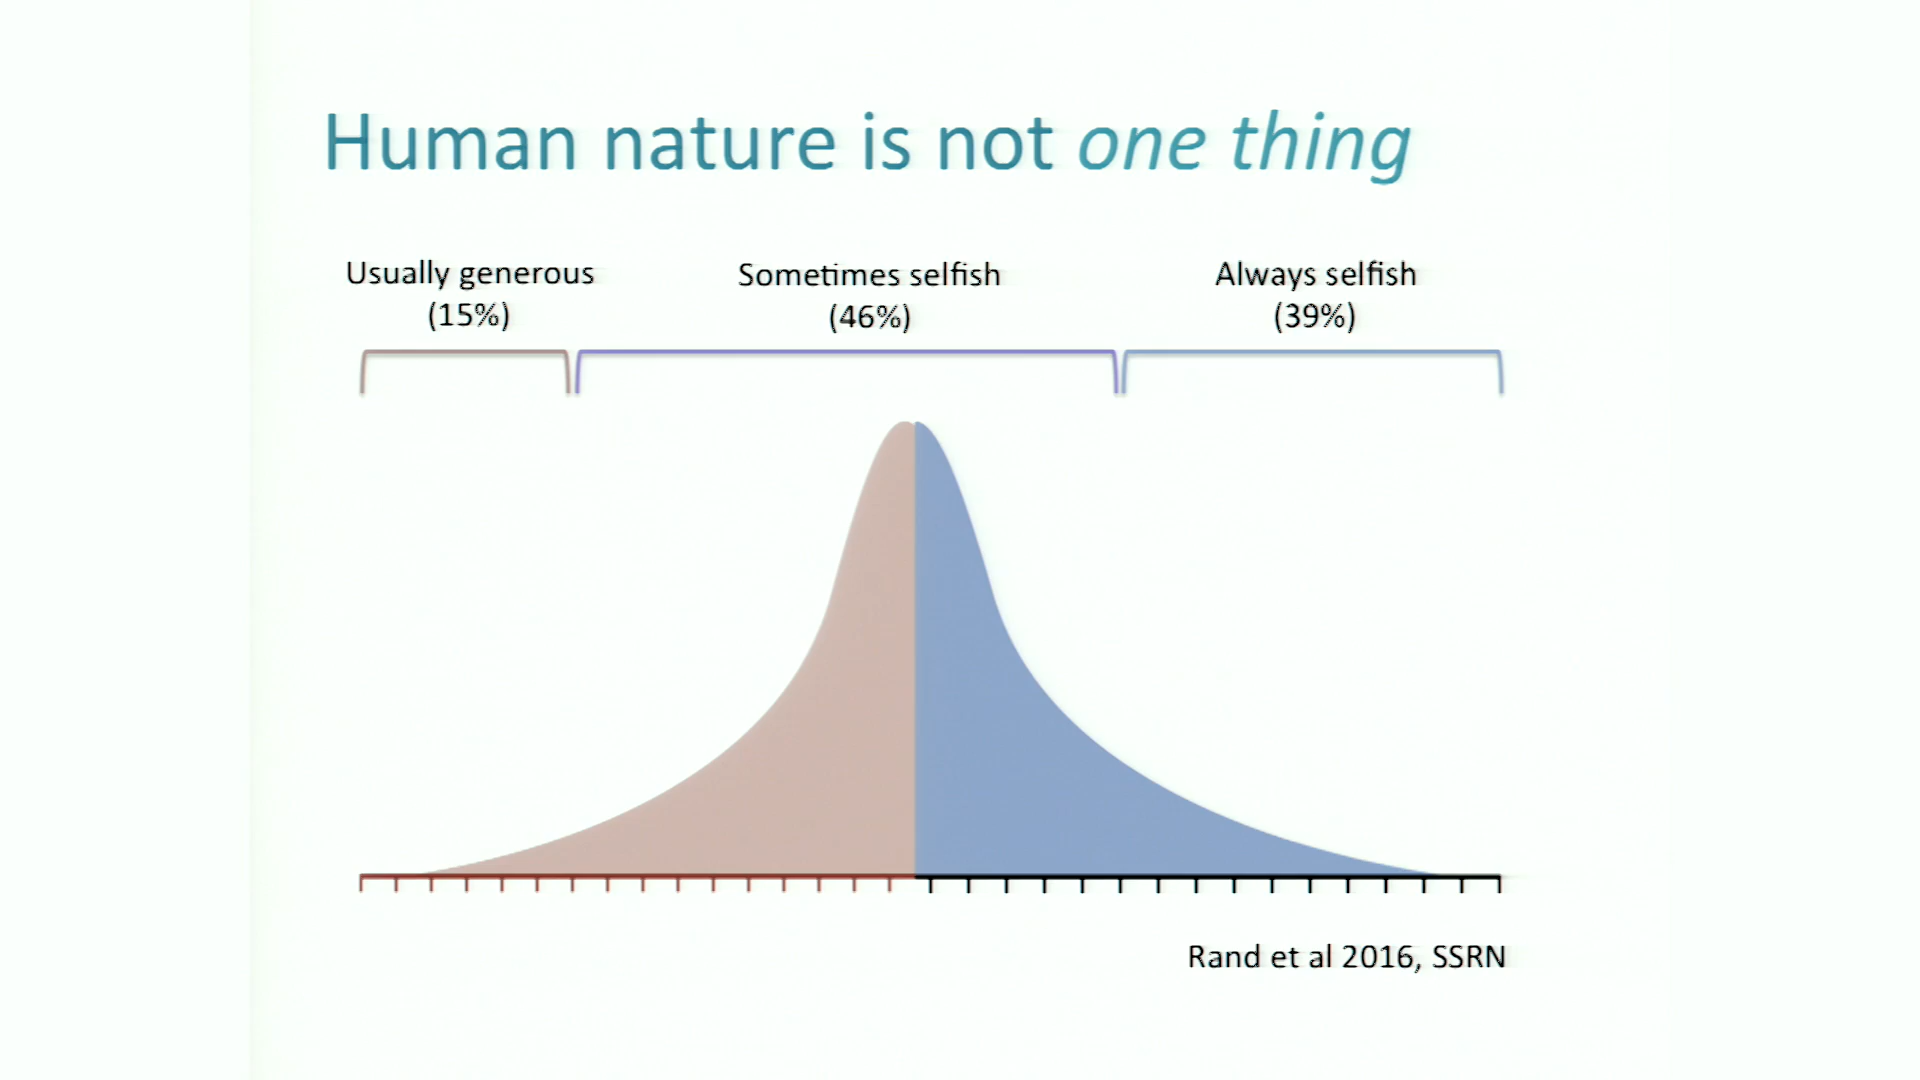 Human nature is not one thing
Usually generous
(15%)
Sometimes selfish
(46%)
Always selfish
(39%)
Rand et al 2016, SSRN